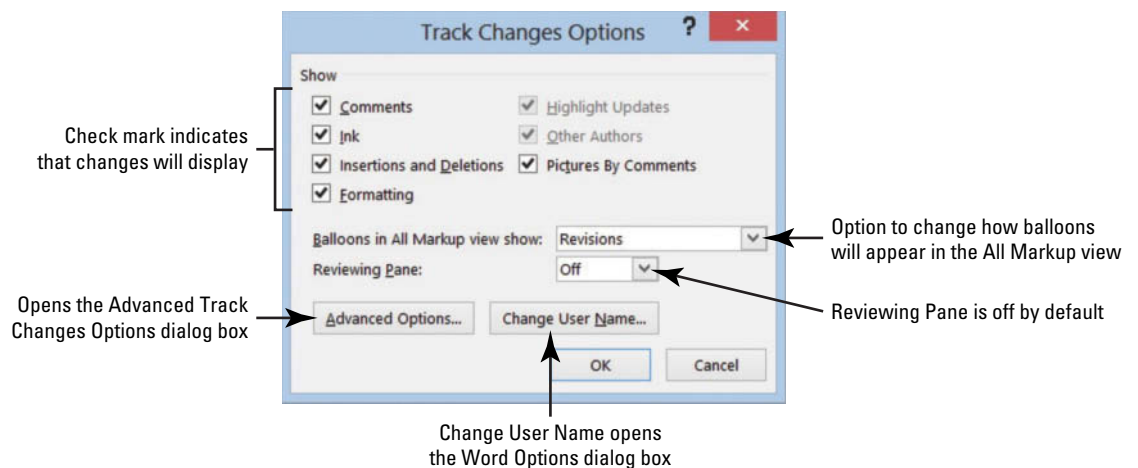 Track Changes Options ? ×
Show
Comments
Highlight Updates
Ink
Other Authors
Insertions and Deletions
Pictures By Comments
Formatting
Balloons in All Markup view show: Revisions
Reviewing Pane: Off
Advanced Options... Change User Name...
OK Cancel
Check mark indicates
that changes will display
Option to change how balloons
will appear in the All Markup view
Reviewing Pane is off by default
Opens the Advanced Track
Changes Options dialog box
Change User Name opens
the Word Options dialog box